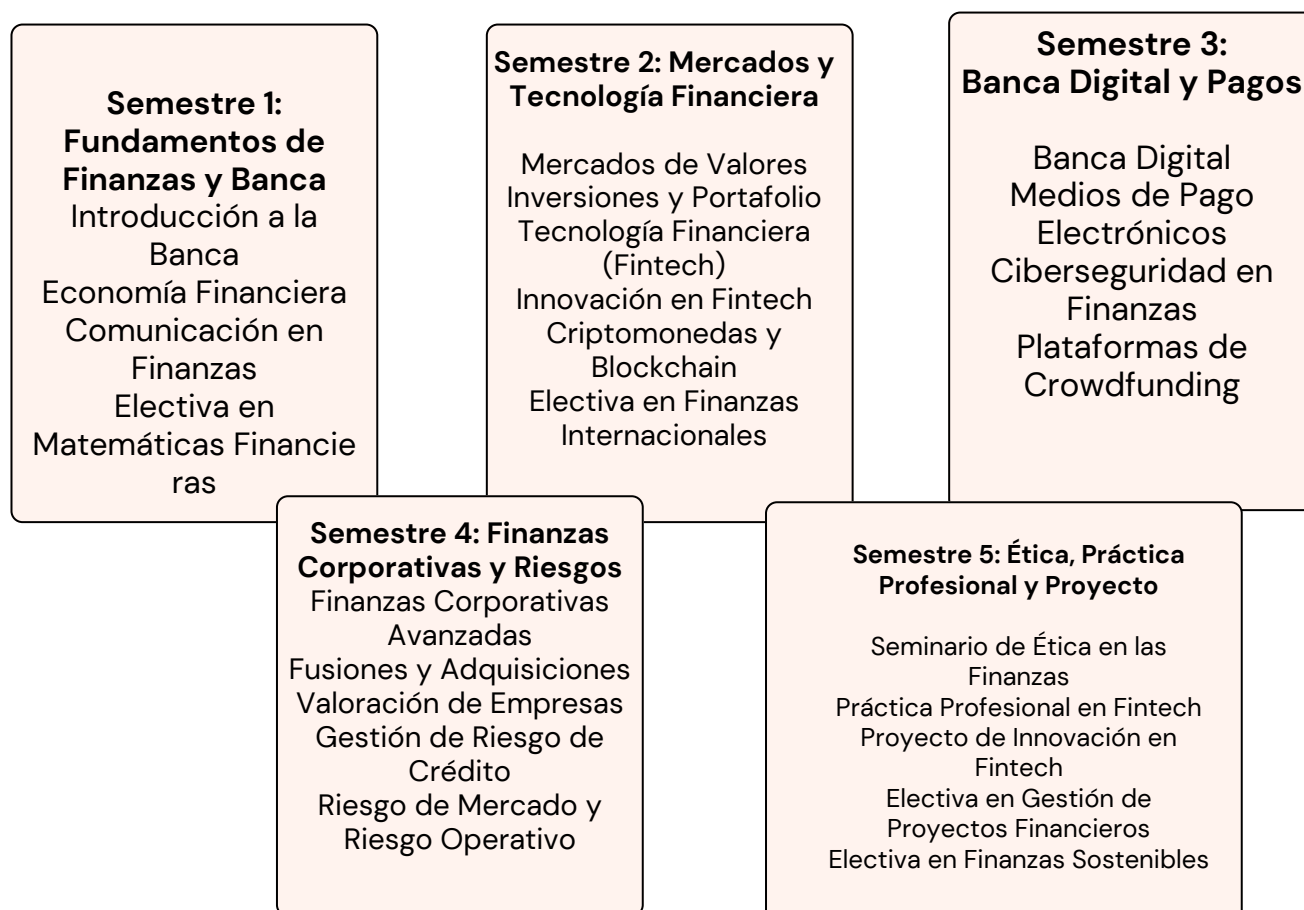 Semestre 1:
Fundamentos de
Finanzas y Banca
Introducción a la
Banca
Economía Financiera
Comunicación en
Finanzas
Electiva en
Matemáticas Financie
ras
Semestre 2: Mercados y
Tecnología Financiera
Mercados de Valores
Inversiones y Portafolio
Tecnología Financiera
(Fintech)
Innovación en Fintech
Criptomonedas y
Blockchain
Electiva en Finanzas
Internacionales
Semestre 3:
Banca Digital y Pagos
Banca Digital
Medios de Pago
Electrónicos
Ciberseguridad en
Finanzas
Plataformas de
Crowdfunding
Semestre 4: Finanzas
Corporativas y Riesgos
Finanzas Corporativas
Avanzadas
Fusiones y Adquisiciones
Valoración de Empresas
Gestión de Riesgo de
Crédito
Riesgo de Mercado y
Riesgo Operativo
Semestre 5: Ética, Práctica
Profesional y Proyecto
Seminario de Ética en las
Finanzas
Práctica Profesional en Fintech
Proyecto de Innovación en
Fintech
Electiva en Gestión de
Proyectos Financieros
Electiva en Finanzas Sostenibles